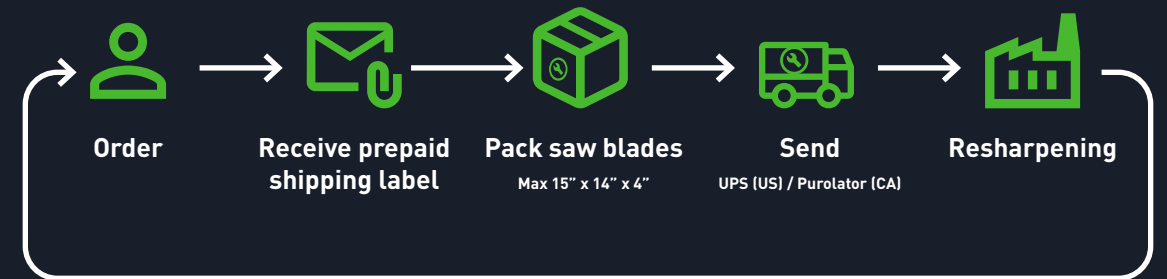 Order
Receive prepaid
shipping label
Pack saw blades
Max 15” x 14” x 4”
Send
UPS (US) / Purolator (CA)
Resharpening